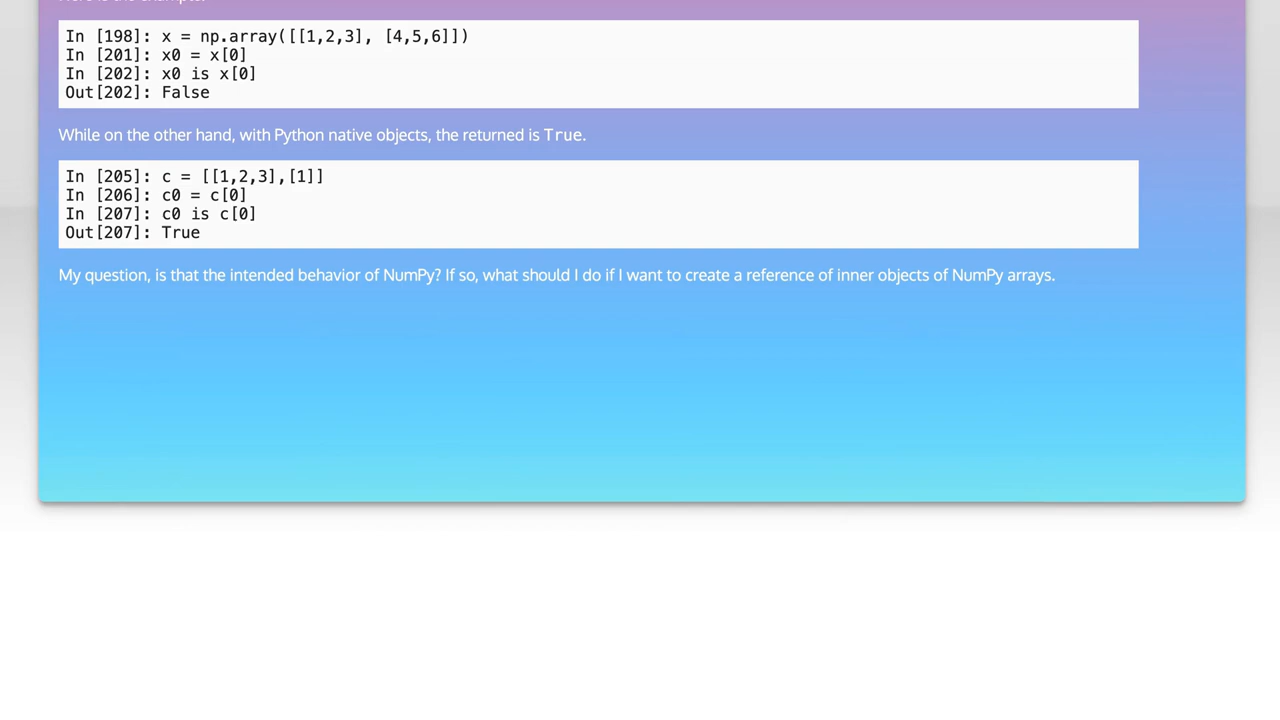 Here is the example:
In [198]: x = np.array([[1,2,3], [4,5,6]])
In [201]: x0 = x[0]
In [202]: x0 is x[0]
Out[202]: False
While on the other hand, with Python native objects, the returned is True.
In [205]: c = [[1,2,3],[1]]
In [206]: c0 = c[0]
In [207]: c0 is c[0]
Out[207]: True
My question, is that the intended behavior of NumPy? If so, what should I do if I want to create a reference of inner objects of NumPy arrays.